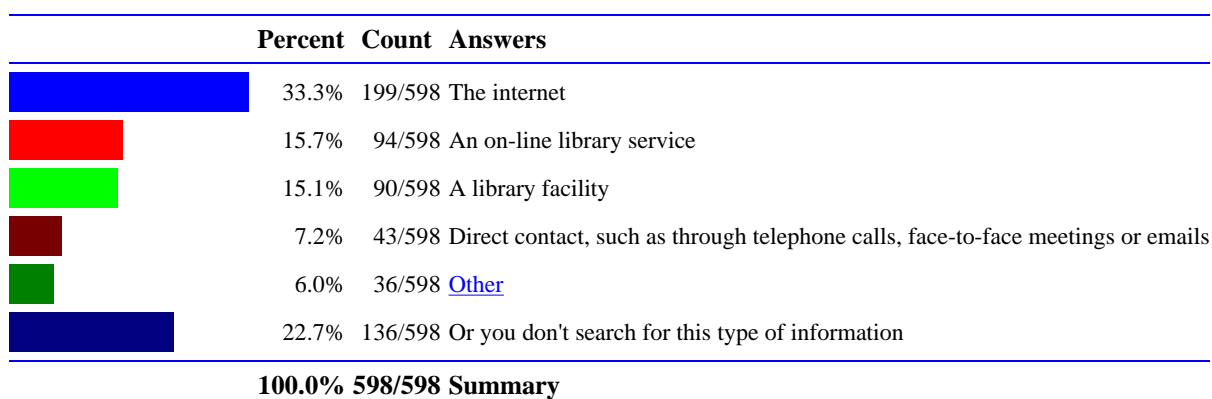 Percent Count Answers
33.3% 199/598 The internet
15.7% 94/598 An on-line library service
15.1% 90/598 A library facility
7.2% 43/598 Direct contact, such as through telephone calls, face-to-face meetings or emails
6.0% 36/598 Other
22.7% 136/598 Or you don't search for this type of information
100.0% 598/598 Summary